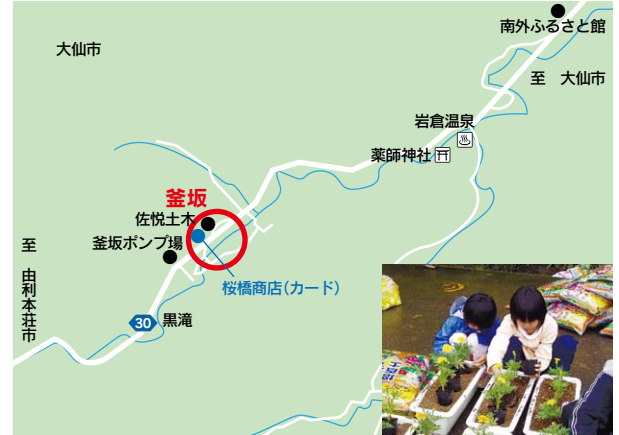 南外ふるさと館
大仙市
至 大仙市
岩倉温泉
薬師神社
釜坂
佐悦土木
釜坂ポンプ場
至 由利本荘市
桜橋商店(カード)
30
黒滝